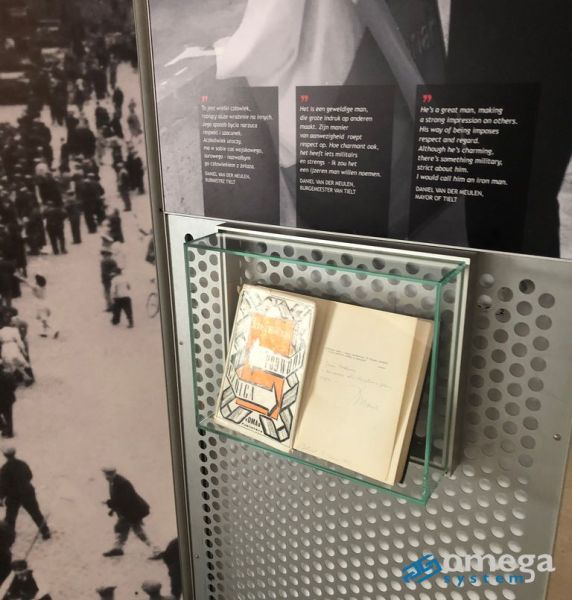 "
To jest wielki człowiek,
robiący duże wrażenie na innych.
Jego sposób bycia narzuca
respekt i szacunek.
Aczkolwiek uroczy,
ma w sobie coś wojskowego,
surowego - nazwałbym
go człowiekiem z żelaza.
DANIEL VAN DER MEULEN,
BURMISTRZ TIELT
"
Het is een geweldige man,
die grote indruk op anderen
maakt. Zijn manier
van aanwezigheid roept
respect op. Hoe charmant ook,
het heeft iets militairs
en strengs - ik zou het
een ijzeren man willen noemen.
DANIEL VAN DER MEULEN,
BURGEMEESTER VAN TIELT
"
He's a great man, making
a strong impression on others.
His way of being imposes
respect and regard.
Although he's charming,
there's something military,
strict about him.
I would call him an iron man.
DANIEL VAN DER MEULEN,
MAYOR OF TIELT
omega
system